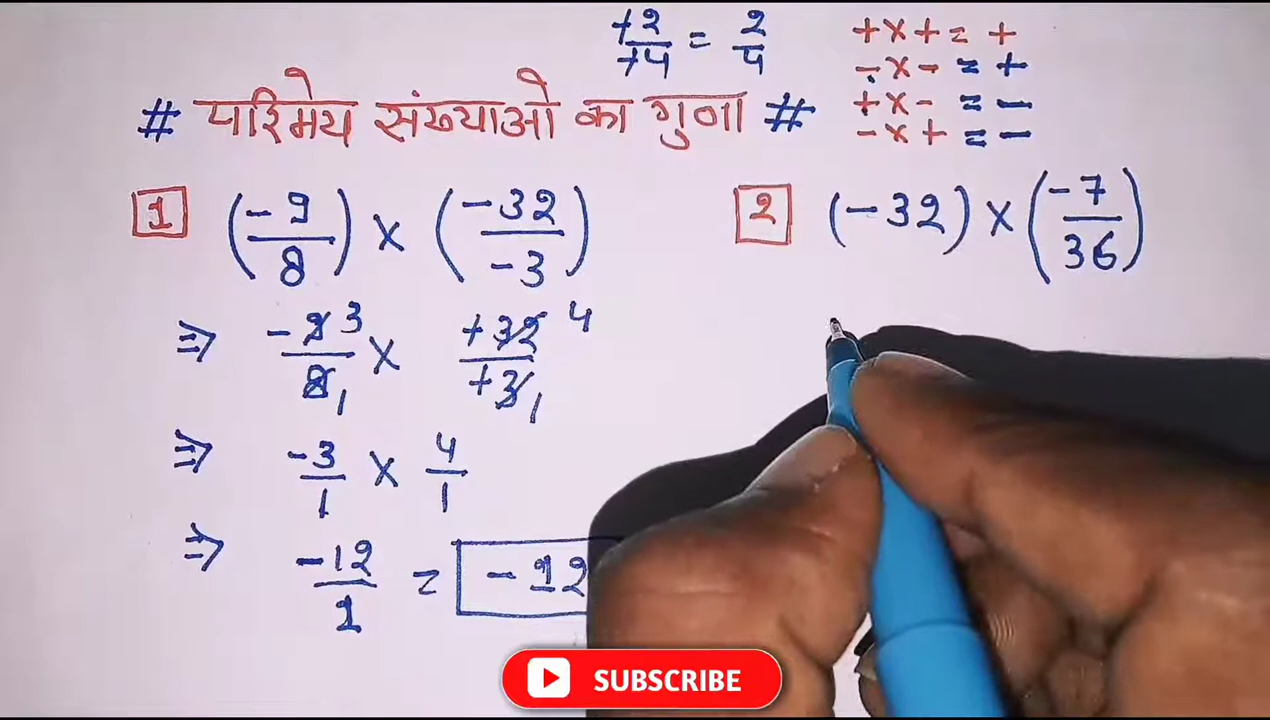 +2/+4 = 2/4
+ x + = +
- x - = +
+ x - = -
- x + = -
# परिमेय संख्याओ का गुणा #
1 (-9/8) x (-32/-3)
⇒ -9 3/8 1 x +32 4/+3 1
⇒ -3/1 x 4/1
⇒ -12/1 = -12
2 (-32) x (-7/36)
SUBSCRIBE